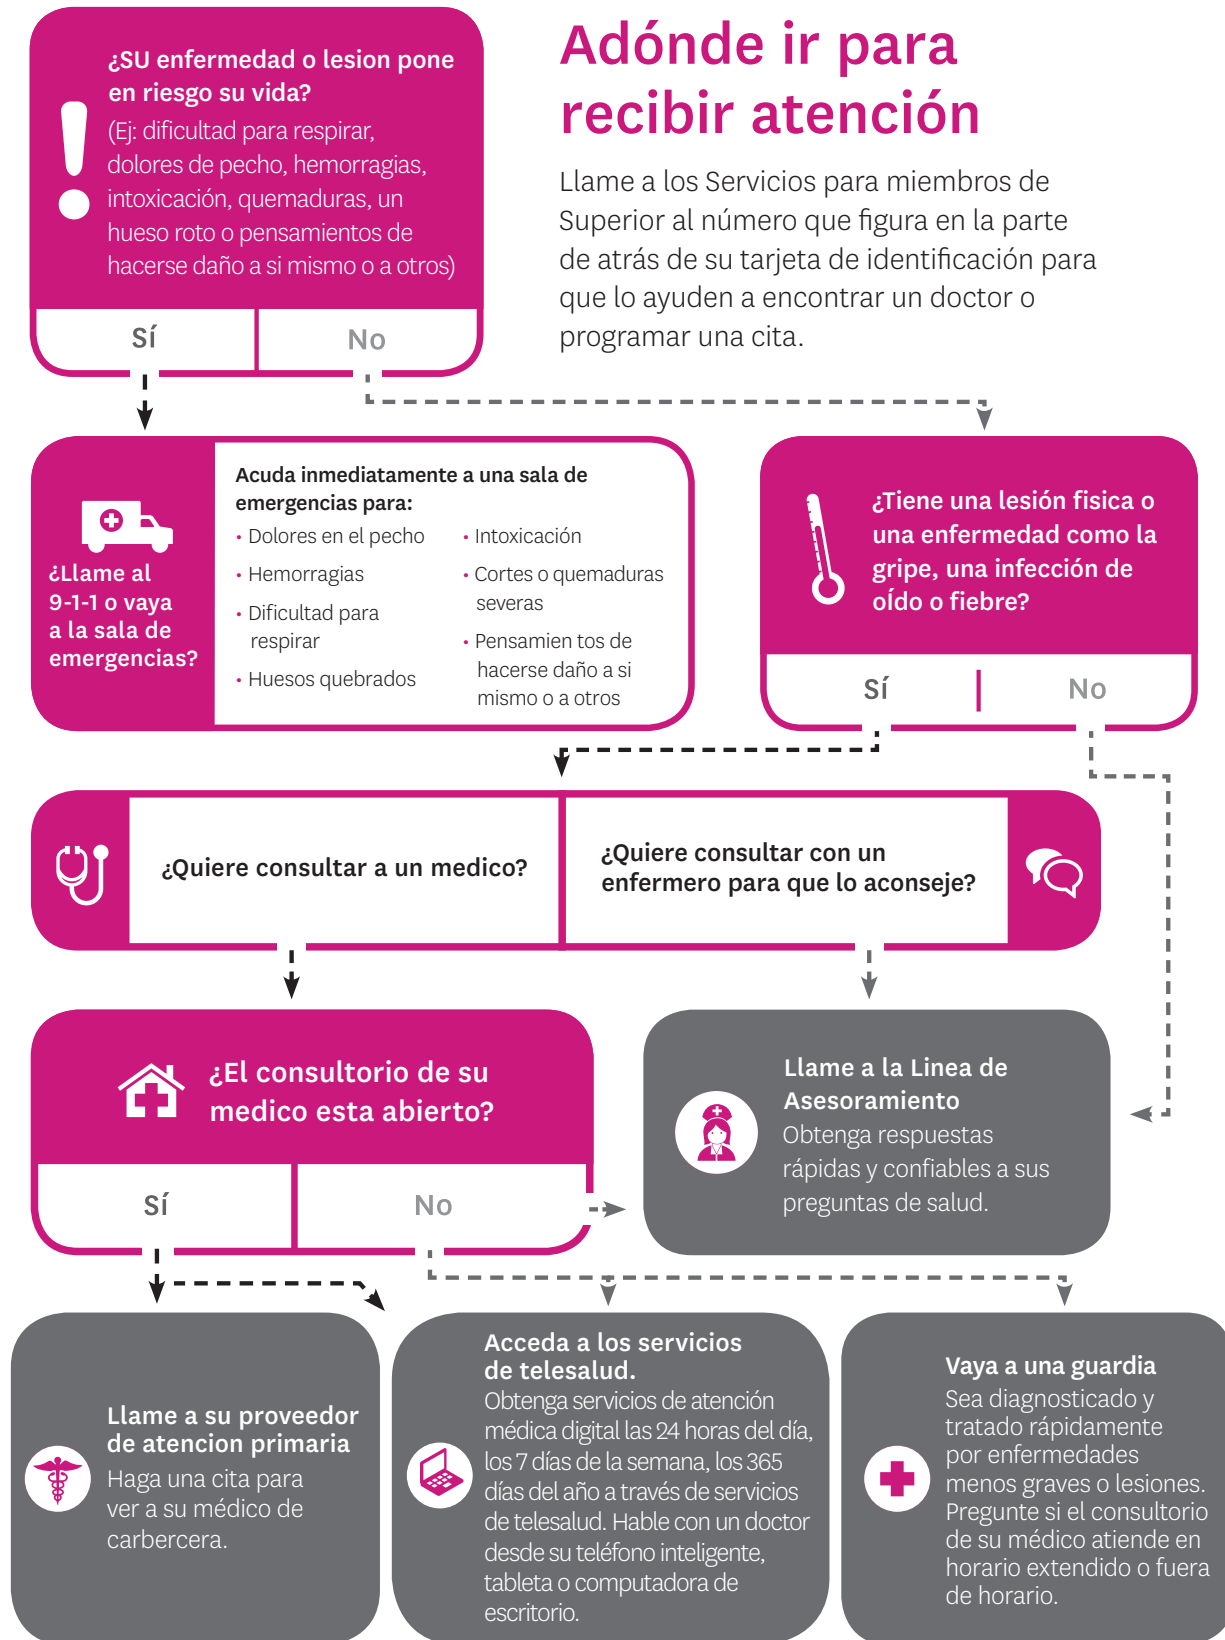 ¿SU enfermedad o lesion pone
en riesgo su vida?
(Ej: dificultad para respirar,
dolores de pecho, hemorragias,
intoxicación, quemaduras, un
hueso roto o pensamientos de
hacerse daño a si mismo o a otros)
Sí
No
Adónde ir para
recibir atención
Llame a los Servicios para miembros de
Superior al número que figura en la parte
de atrás de su tarjeta de identificación para
que lo ayuden a encontrar un doctor o
programar una cita.
¿Llame al
9-1-1 o vaya
a la sala de
emergencias?
Acuda inmediatamente a una sala de
emergencias para:
• Dolores en el pecho
• Hemorragias
• Dificultad para
respirar
• Huesos quebrados
• Intoxicación
• Cortes o quemaduras
severas
• Pensamien tos de
hacerse daño a si
mismo o a otros
¿Tiene una lesión fisica o
una enfermedad como la
gripe, una infección de
oÍdo o fiebre?
Sí
No
¿Quiere consultar a un medico?
¿Quiere consultar con un
enfermero para que lo aconseje?
¿El consultorio de su
medico esta abierto?
Sí
No
Llame a la Linea de
Asesoramiento
Obtenga respuestas
rápidas y confiables a sus
preguntas de salud.
Llame a su proveedor
de atencion primaria
Haga una cita para
ver a su médico de
carbercera.
Acceda a los servicios
de telesalud.
Obtenga servicios de atención
médica digital las 24 horas del día,
los 7 días de la semana, los 365
días del año a través de servicios
de telesalud. Hable con un doctor
desde su teléfono inteligente,
tableta o computadora de
escritorio.
Vaya a una guardia
Sea diagnosticado y
tratado rápidamente
por enfermedades
menos graves o lesiones.
Pregunte si el consultorio
de su médico atiende en
horario extendido o fuera
de horario.